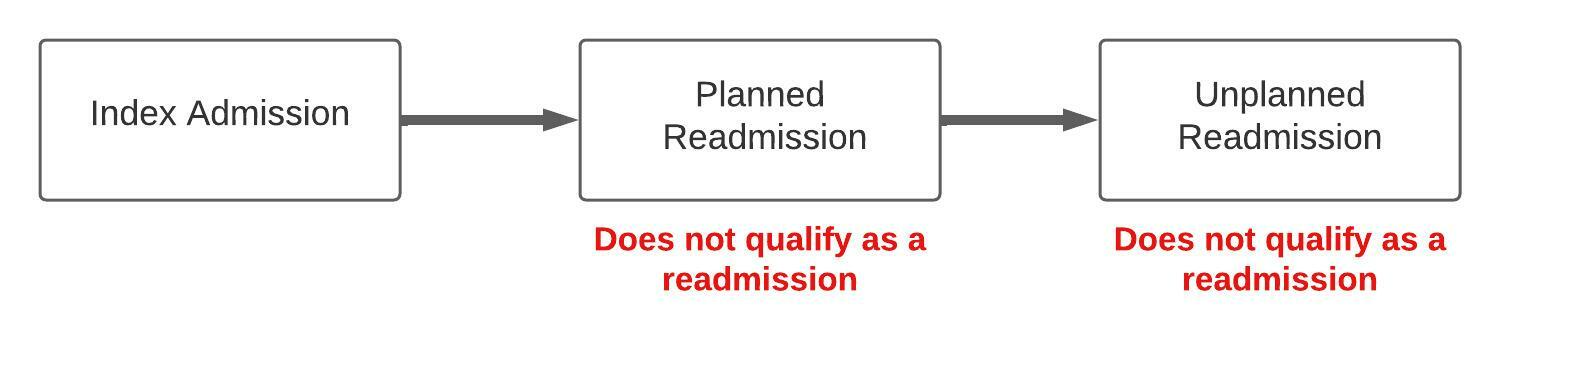 Index Admission
Planned
Readmission
Unplanned
Readmission
Does not qualify as a
readmission
Does not qualify as a
readmission